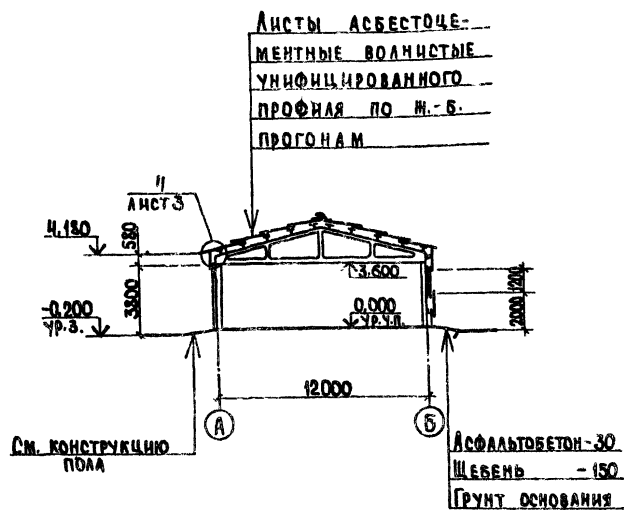 Листы асбестоце-
ментные волнистые
унифицированного
профиля по ж.-б.
прогонам
4
лист 3
4,180
580
3.600
1200
3800
-0,200
ур.з.
0,000
ур.ч.п.
2000
12000
А
Б
См. конструкцию
пола
Асфальтобетон-30
Щебень -150
Грунт основания